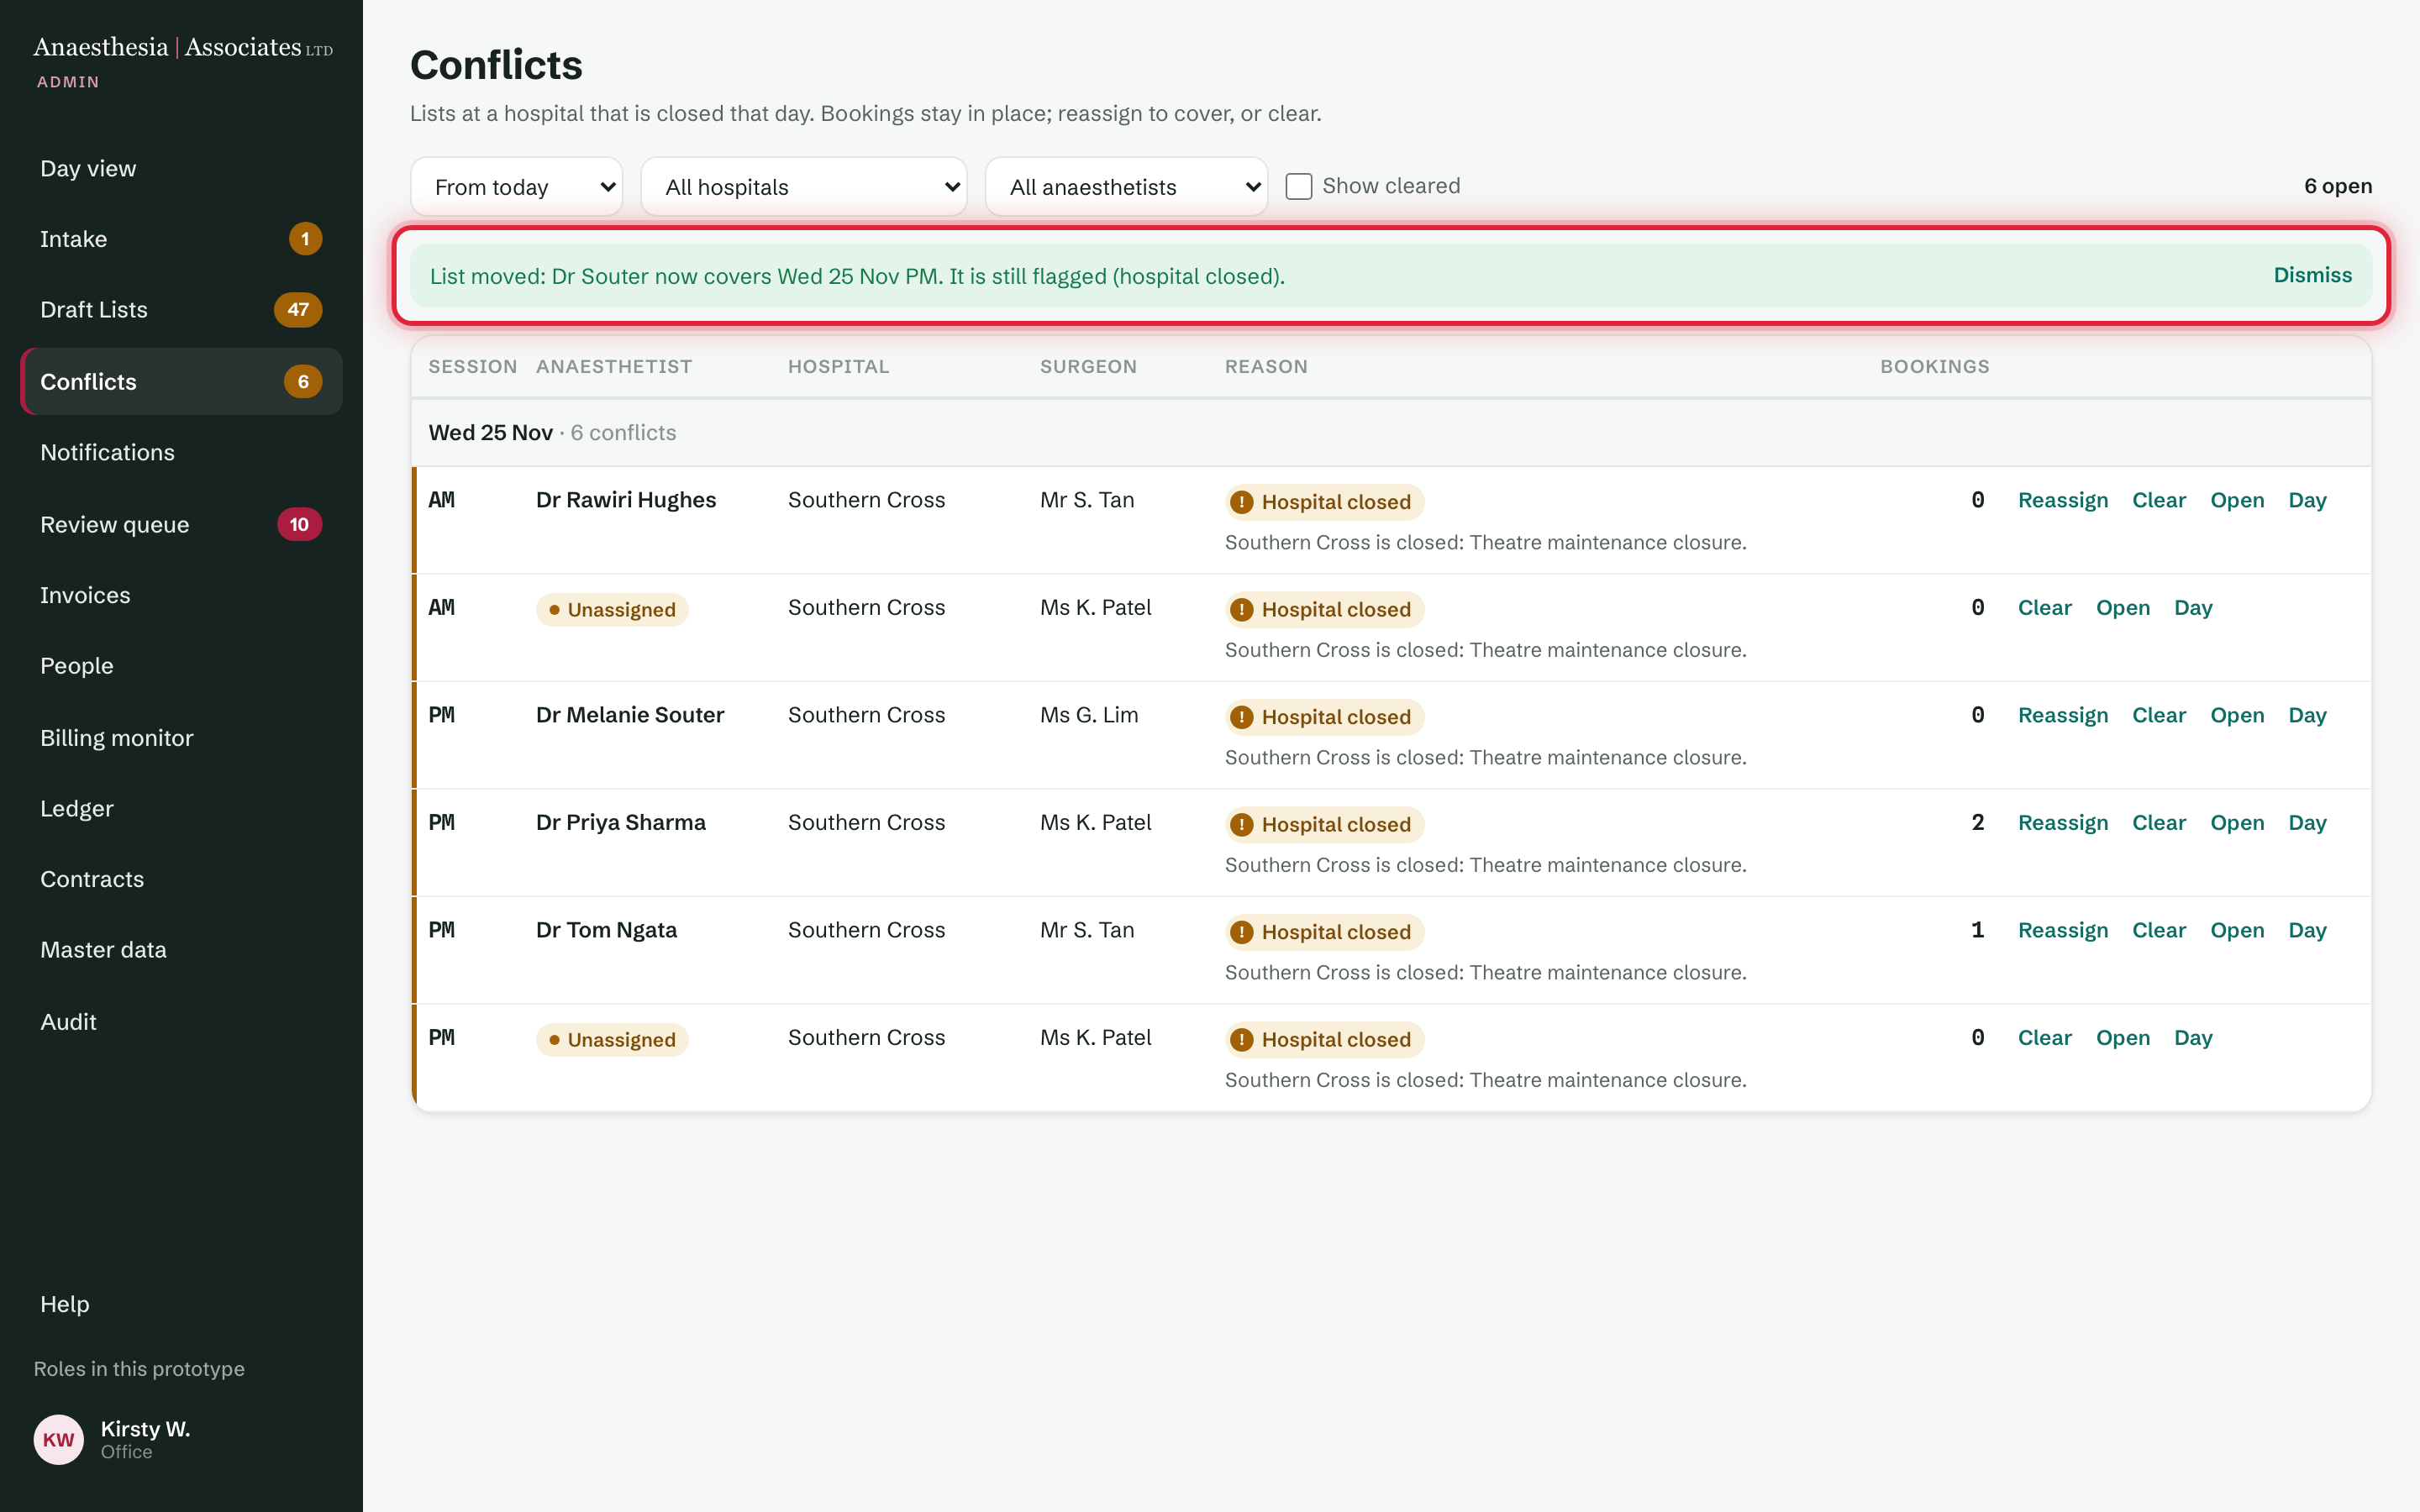 Anaesthesia | Associates LTD
ADMIN
Day view
Intake 1
Draft Lists 47
Conflicts 6
Notifications
Review queue 10
Invoices
People
Billing monitor
Ledger
Contracts
Master data
Audit
Help
Roles in this prototype
KW Kirsty W.
Office
Conflicts
Lists at a hospital that is closed that day. Bookings stay in place; reassign to cover, or clear.
From today All hospitals All anaesthetists Show cleared 6 open
List moved: Dr Souter now covers Wed 25 Nov PM. It is still flagged (hospital closed). Dismiss
SESSION ANAESTHETIST HOSPITAL SURGEON REASON BOOKINGS
Wed 25 Nov · 6 conflicts
AM Dr Rawiri Hughes Southern Cross Mr S. Tan ! Hospital closed 0 Reassign Clear Open Day
Southern Cross is closed: Theatre maintenance closure.
AM Unassigned Southern Cross Ms K. Patel ! Hospital closed 0 Clear Open Day
Southern Cross is closed: Theatre maintenance closure.
PM Dr Melanie Souter Southern Cross Ms G. Lim ! Hospital closed 0 Reassign Clear Open Day
Southern Cross is closed: Theatre maintenance closure.
PM Dr Priya Sharma Southern Cross Ms K. Patel ! Hospital closed 2 Reassign Clear Open Day
Southern Cross is closed: Theatre maintenance closure.
PM Dr Tom Ngata Southern Cross Mr S. Tan ! Hospital closed 1 Reassign Clear Open Day
Southern Cross is closed: Theatre maintenance closure.
PM Unassigned Southern Cross Ms K. Patel ! Hospital closed 0 Clear Open Day
Southern Cross is closed: Theatre maintenance closure.